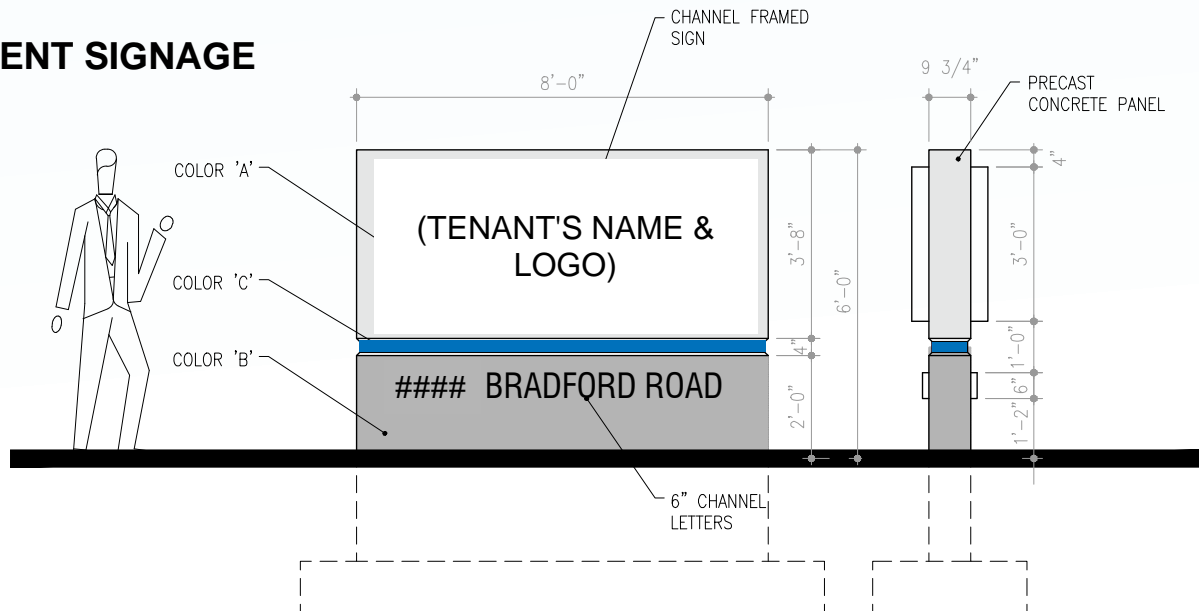 ENT SIGNAGE
CHANNEL FRAMED
SIGN
8'-0"
9 3/4"
PRECAST
CONCRETE PANEL
4"
COLOR 'A'
(TENANT'S NAME &
LOGO)
3'-8"
6'-0"
3'-0"
COLOR 'C'
4"
1'-0"
COLOR 'B'
#### BRADFORD ROAD
2'-0"
6"
1'-2"
6" CHANNEL
LETTERS